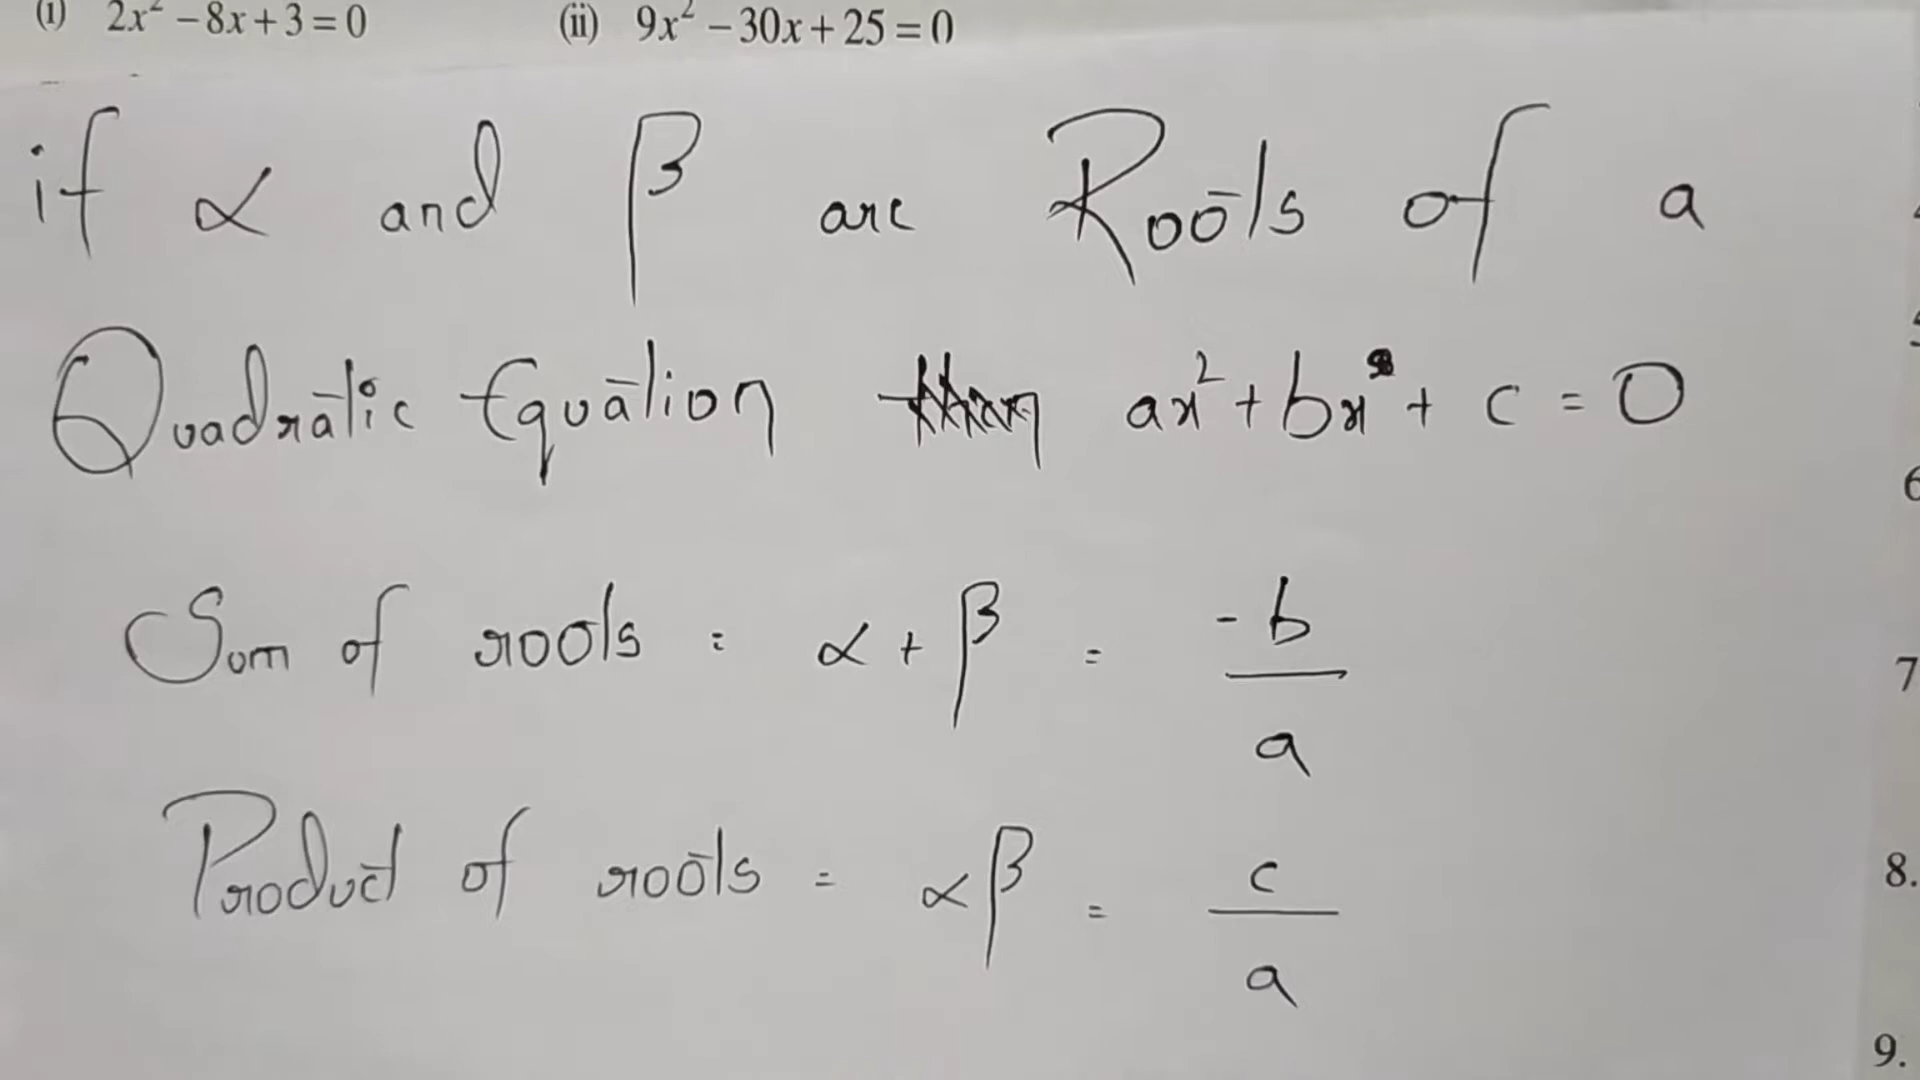 (i) 2x² − 8x + 3 = 0 (ii) 9x² − 30x + 25 = 0
if α and β are Roots of a
Quadratic Equation ax² + bx + c = 0
Sum of roots = α + β = -b/a
Product of roots = αβ = c/a
6
7
8.
9.